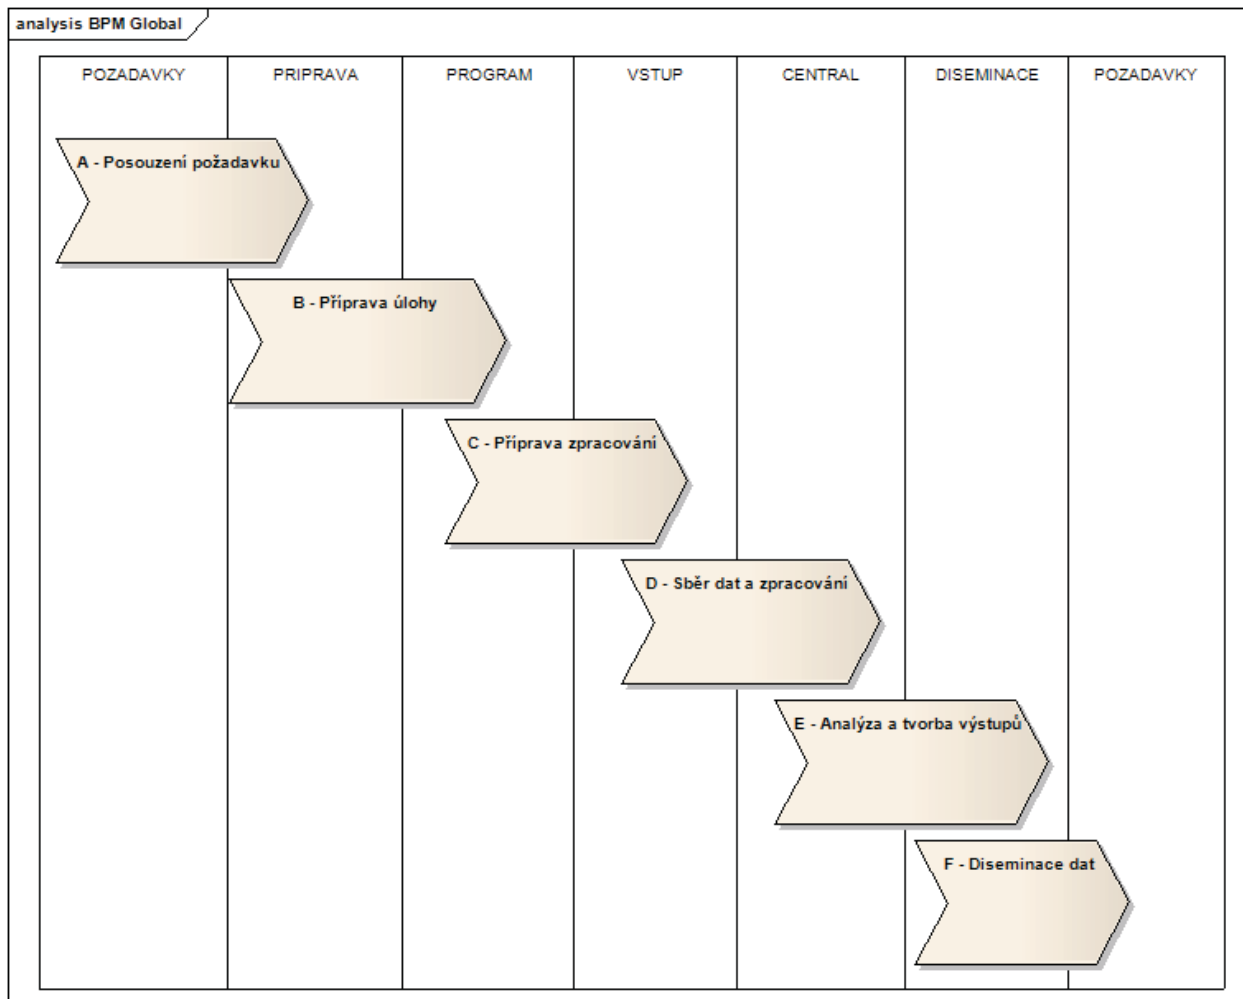 analysis BPM Global
POZADAVKY
PRIPRAVA
PROGRAM
VSTUP
CENTRAL
DISEMINACE
POZADAVKY
A - Posouzení požadavku
B - Příprava úlohy
C - Příprava zpracování
D - Sběr dat a zpracování
E - Analýza a tvorba výstupů
F - Diseminace dat